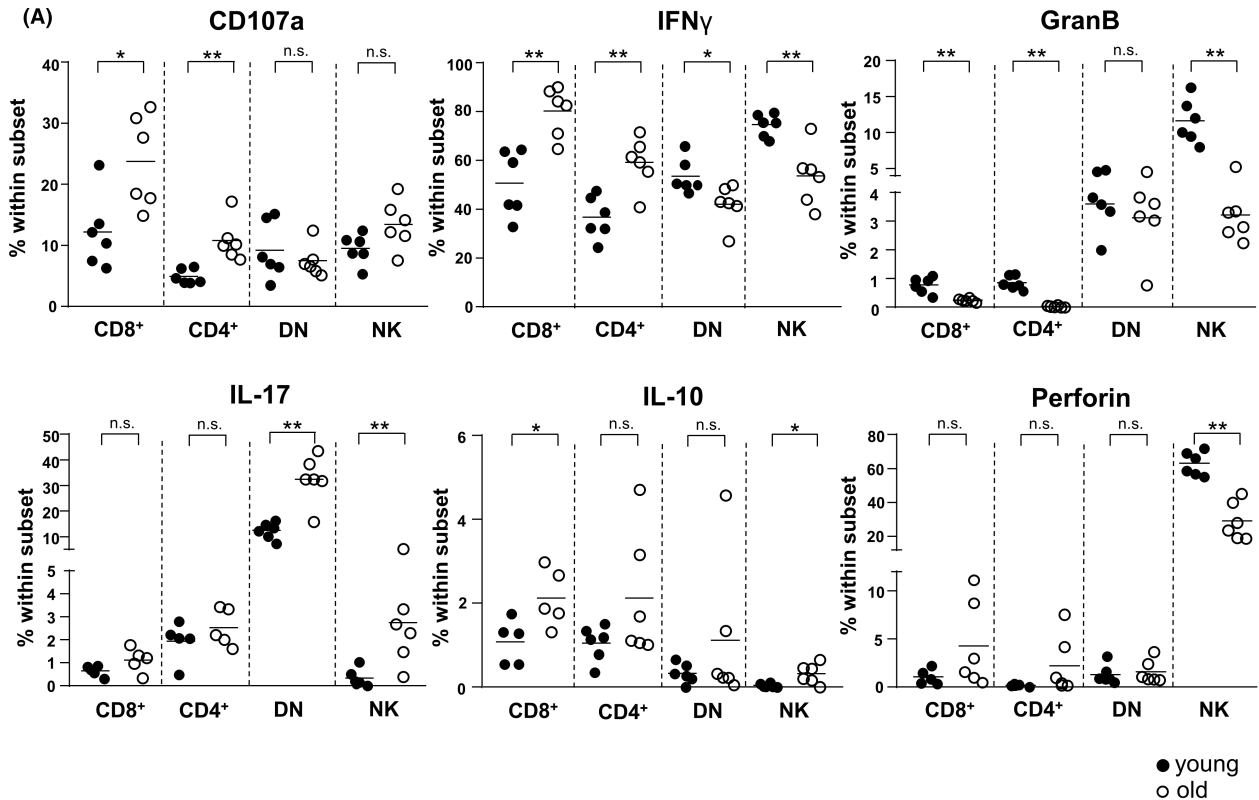 (A)
CD107a
* ** n.s. n.s.
% within subset
40
30
20
10
0
CD8+ CD4+ DN NK
IFNγ
** ** * **
% within subset
100
80
60
40
20
0
CD8+ CD4+ DN NK
GranB
** ** n.s. **
% within subset
20
15
10
5
4
3
2
1
0
CD8+ CD4+ DN NK
IL-17
n.s. n.s. ** **
% within subset
50
40
30
20
10
5
4
3
2
1
0
CD8+ CD4+ DN NK
IL-10
* n.s. n.s. *
% within subset
6
4
2
0
CD8+ CD4+ DN NK
Perforin
n.s. n.s. n.s. **
% within subset
80
60
40
20
10
5
0
CD8+ CD4+ DN NK
young
old